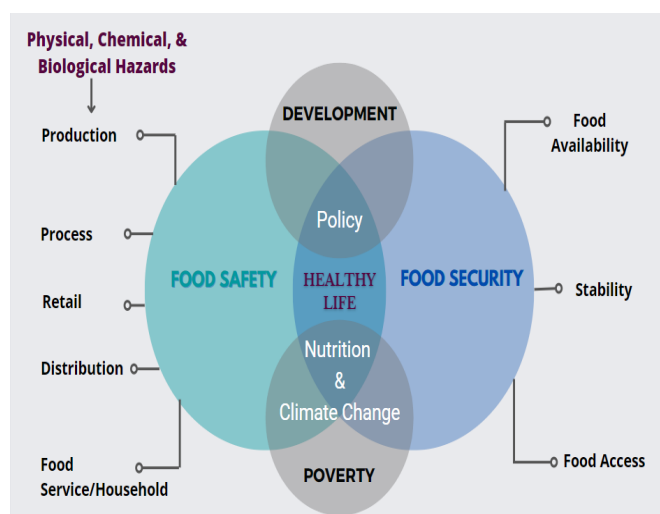 Physical, Chemical, &
Biological Hazards
Production
Process
Retail
Distribution
Food
Service/Household
DEVELOPMENT
Policy
FOOD SAFETY
HEALTHY
LIFE
FOOD SECURITY
Nutrition
&
Climate Change
POVERTY
Food
Availability
Stability
Food Access